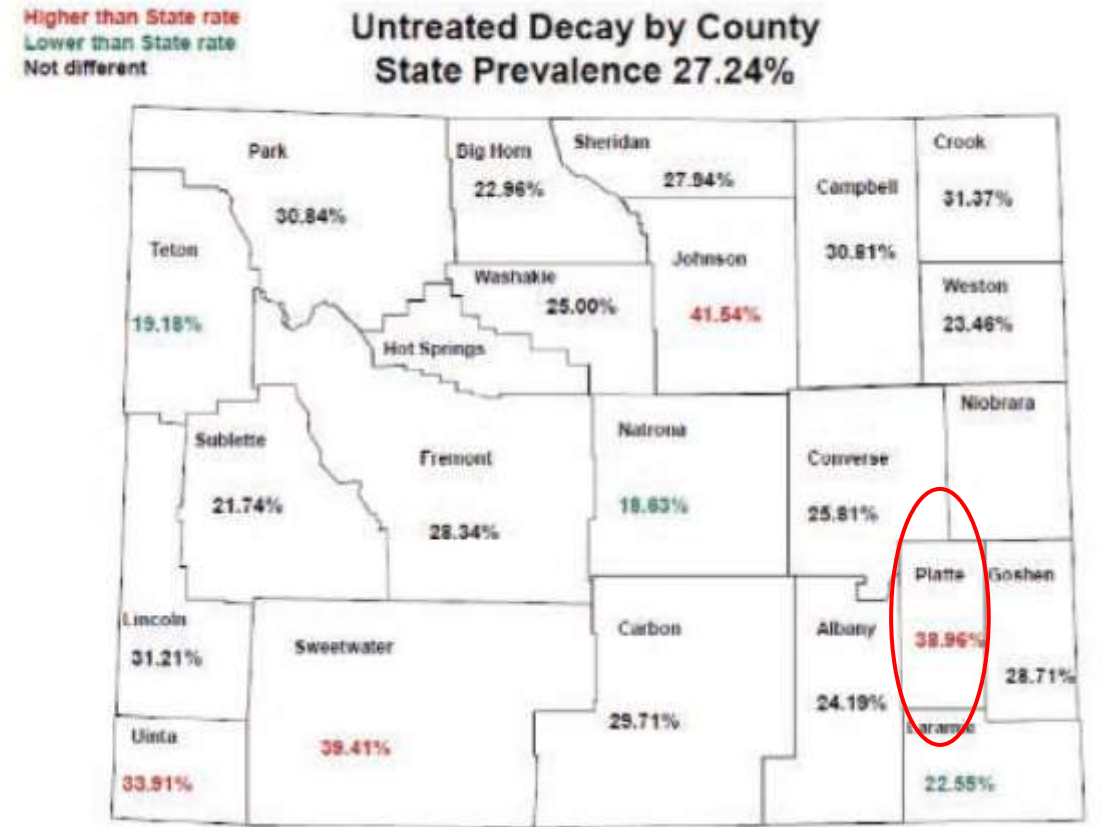 Higher than State rate
Lower than State rate
Not different
Untreated Decay by County
State Prevalence 27.24%
Park
30.84%
Big Horn
22.96%
Sheridan
27.94%
Campbell
30.81%
Crook
31.37%
Teton
19.18%
Washakie
25.00%
Johnson
41.54%
Weston
23.46%
Hot Springs
Niobrara
Sublette
21.74%
Fremont
28.34%
Natrona
18.63%
Converse
25.81%
Platte
38.96%
Goshen
28.71%
Lincoln
31.21%
Sweetwater
39.41%
Carbon
29.71%
Albany
24.19%
Uinta
33.91%
Laramie
22.55%